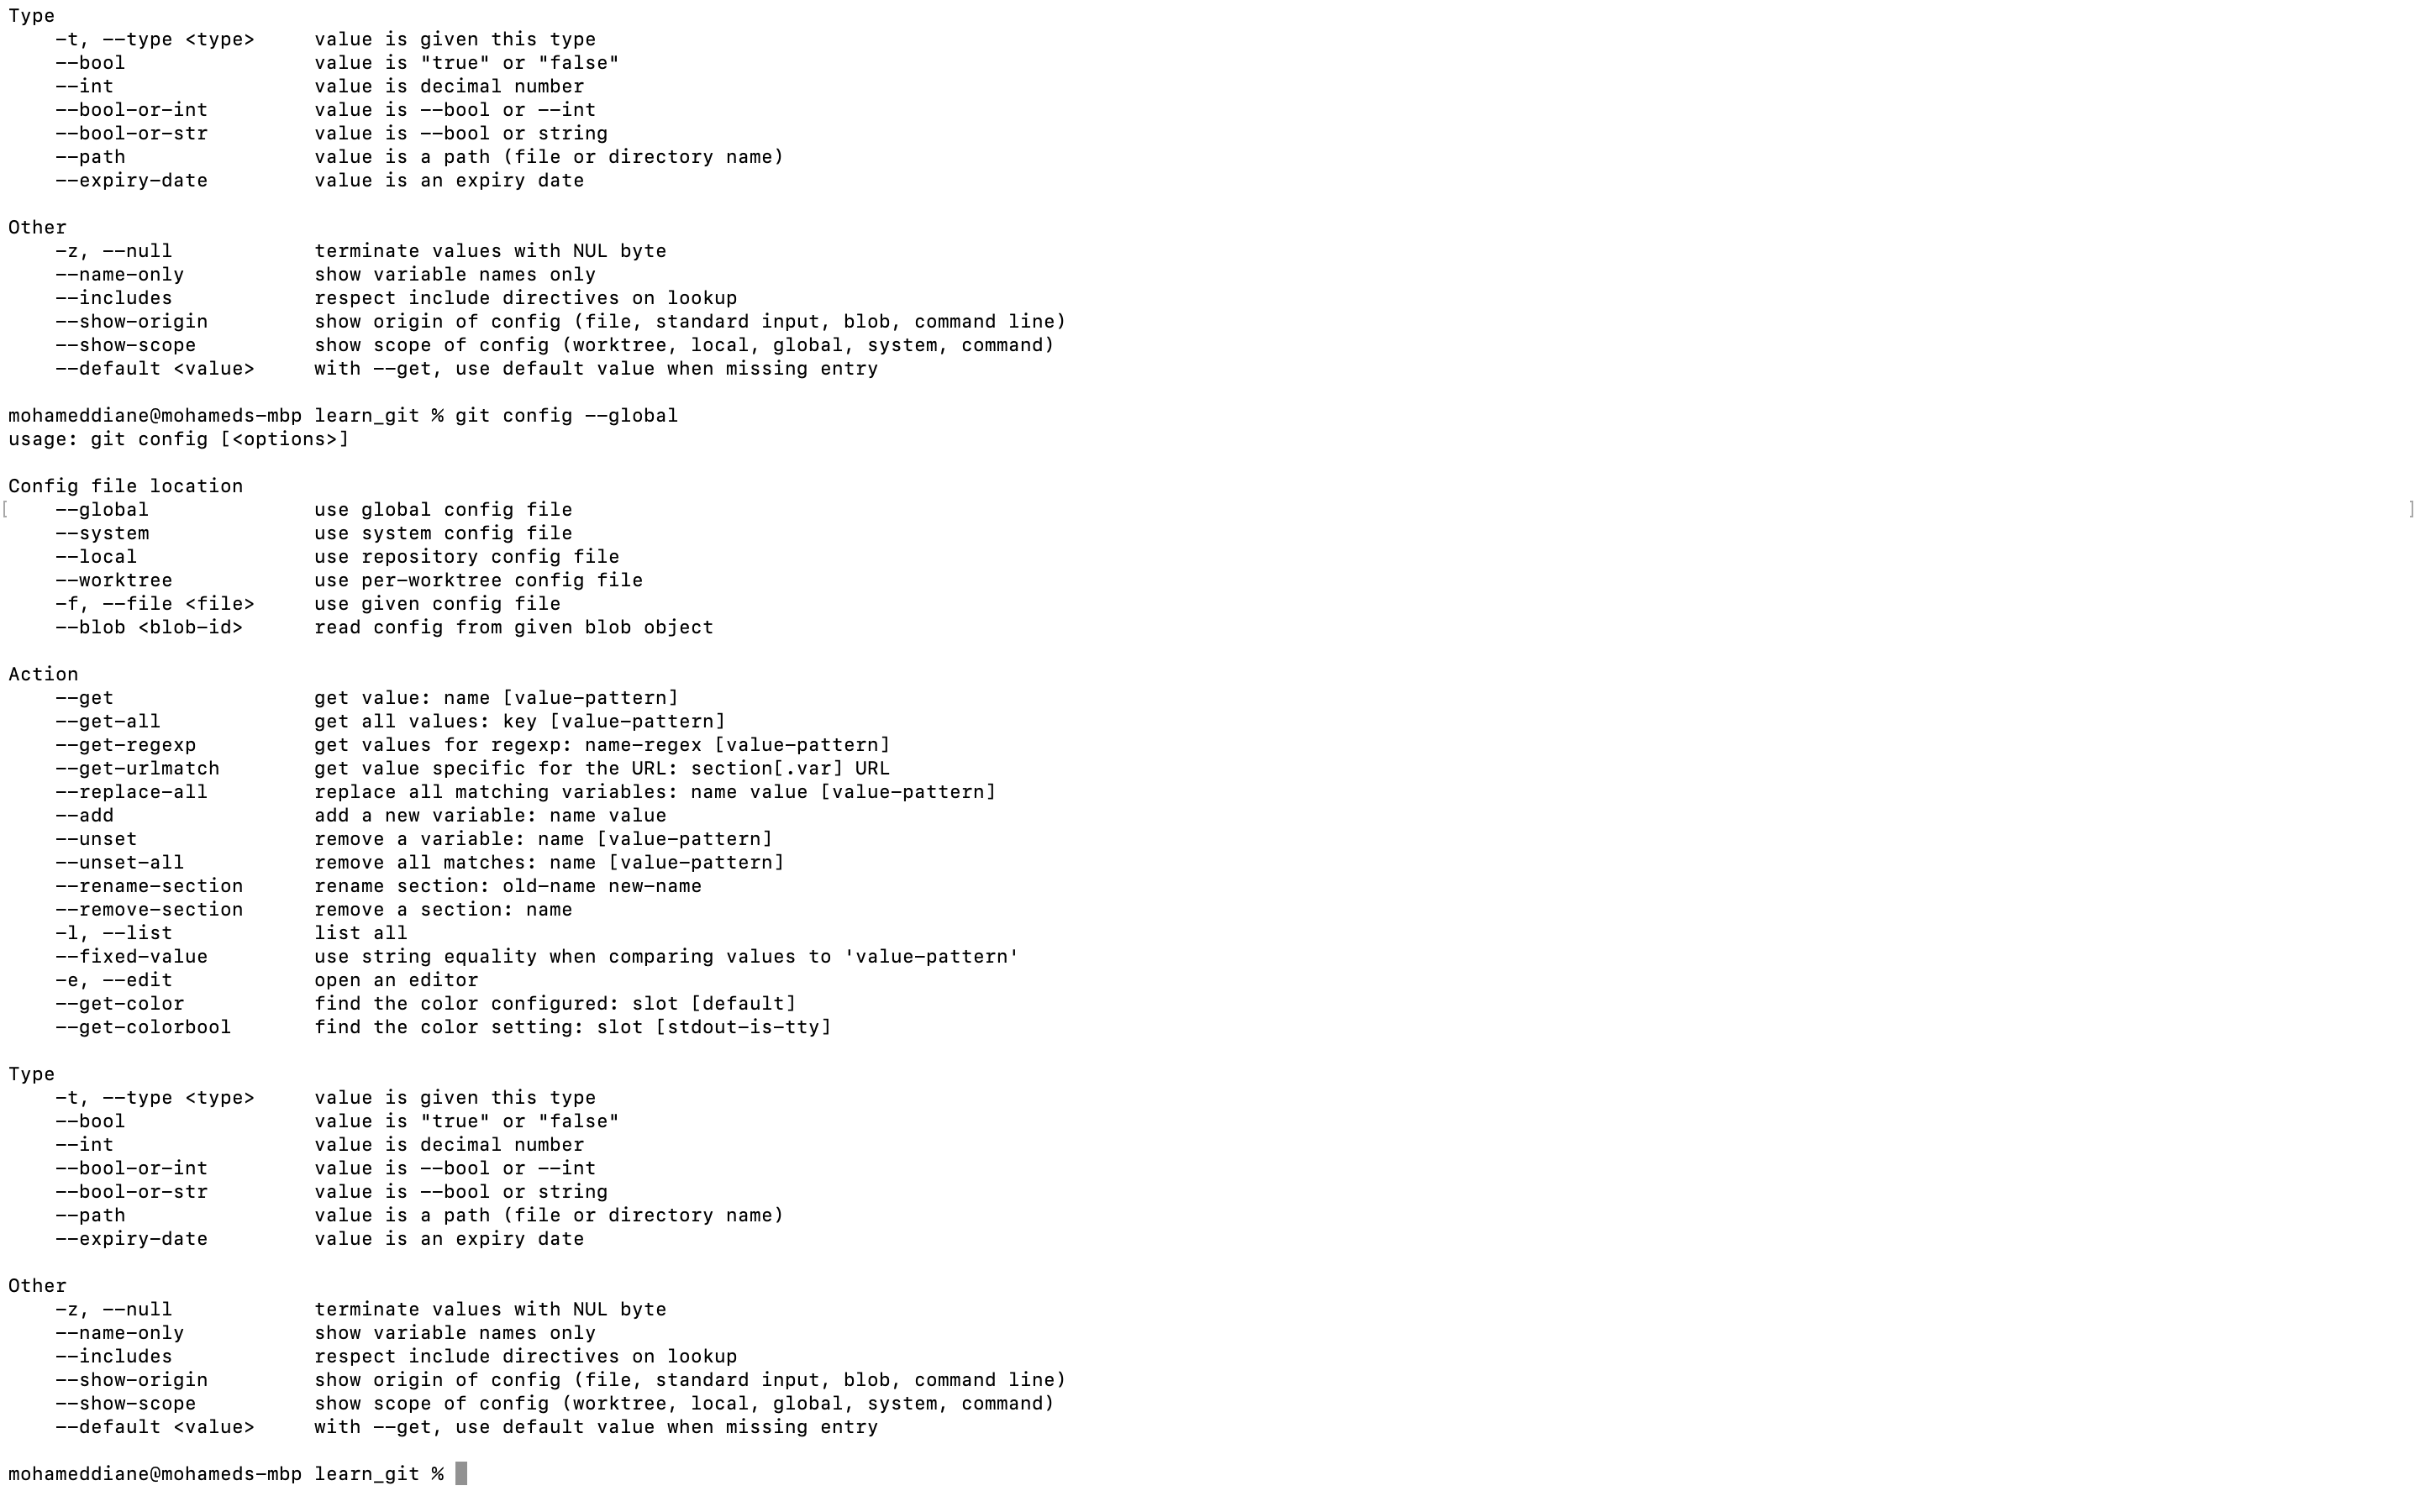 Type
    -t, --type <type>     value is given this type
    --bool                value is "true" or "false"
    --int                 value is decimal number
    --bool-or-int         value is --bool or --int
    --bool-or-str         value is --bool or string
    --path                value is a path (file or directory name)
    --expiry-date         value is an expiry date

Other
    -z, --null            terminate values with NUL byte
    --name-only           show variable names only
    --includes            respect include directives on lookup
    --show-origin         show origin of config (file, standard input, blob, command line)
    --show-scope          show scope of config (worktree, local, global, system, command)
    --default <value>     with --get, use default value when missing entry

mohameddiane@mohameds-mbp learn_git % git config --global
usage: git config [<options>]

Config file location
[   --global              use global config file ]
    --system              use system config file
    --local               use repository config file
    --worktree            use per-worktree config file
    -f, --file <file>     use given config file
    --blob <blob-id>      read config from given blob object

Action
    --get                 get value: name [value-pattern]
    --get-all             get all values: key [value-pattern]
    --get-regexp          get values for regexp: name-regex [value-pattern]
    --get-urlmatch        get value specific for the URL: section[.var] URL
    --replace-all         replace all matching variables: name value [value-pattern]
    --add                 add a new variable: name value
    --unset               remove a variable: name [value-pattern]
    --unset-all           remove all matches: name [value-pattern]
    --rename-section      rename section: old-name new-name
    --remove-section      remove a section: name
    -l, --list            list all
    --fixed-value         use string equality when comparing values to 'value-pattern'
    -e, --edit            open an editor
    --get-color           find the color configured: slot [default]
    --get-colorbool       find the color setting: slot [stdout-is-tty]

Type
    -t, --type <type>     value is given this type
    --bool                value is "true" or "false"
    --int                 value is decimal number
    --bool-or-int         value is --bool or --int
    --bool-or-str         value is --bool or string
    --path                value is a path (file or directory name)
    --expiry-date         value is an expiry date

Other
    -z, --null            terminate values with NUL byte
    --name-only           show variable names only
    --includes            respect include directives on lookup
    --show-origin         show origin of config (file, standard input, blob, command line)
    --show-scope          show scope of config (worktree, local, global, system, command)
    --default <value>     with --get, use default value when missing entry

mohameddiane@mohameds-mbp learn_git %